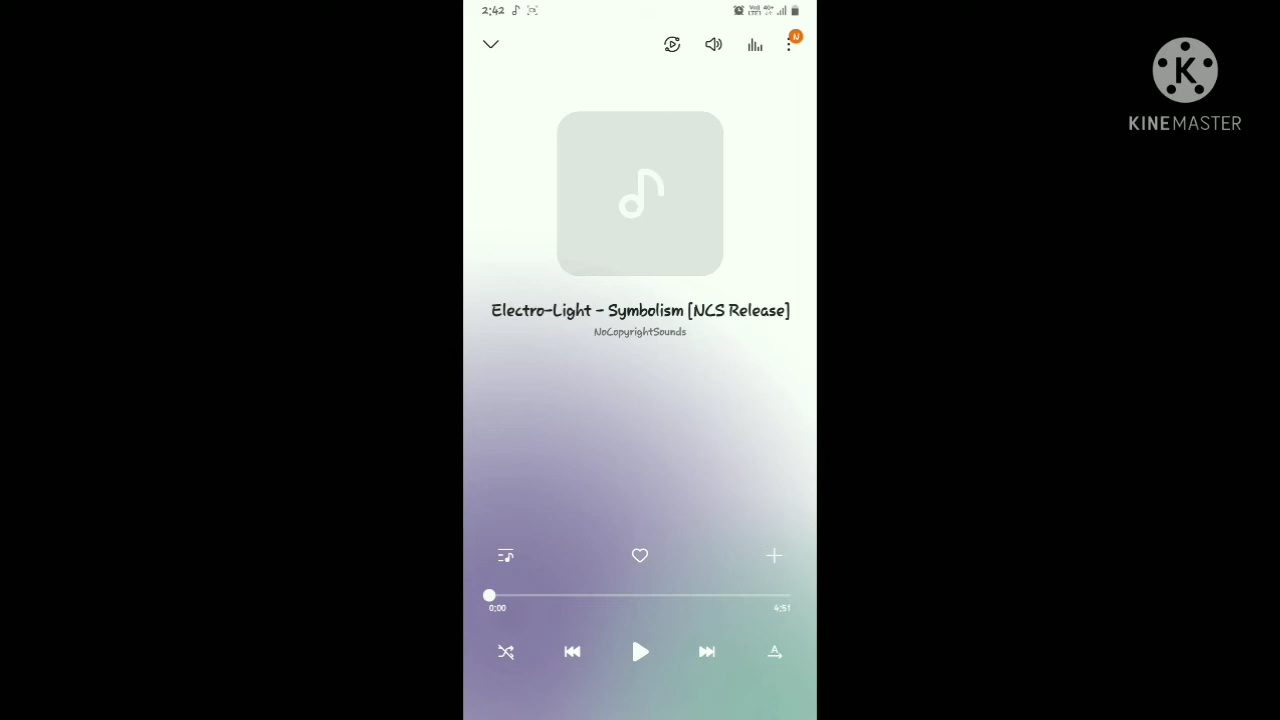 2:42
N
KINEMASTER
Electro-Light - Symbolism [NCS Release]
NoCopyrightSounds
0:00
4:51
A